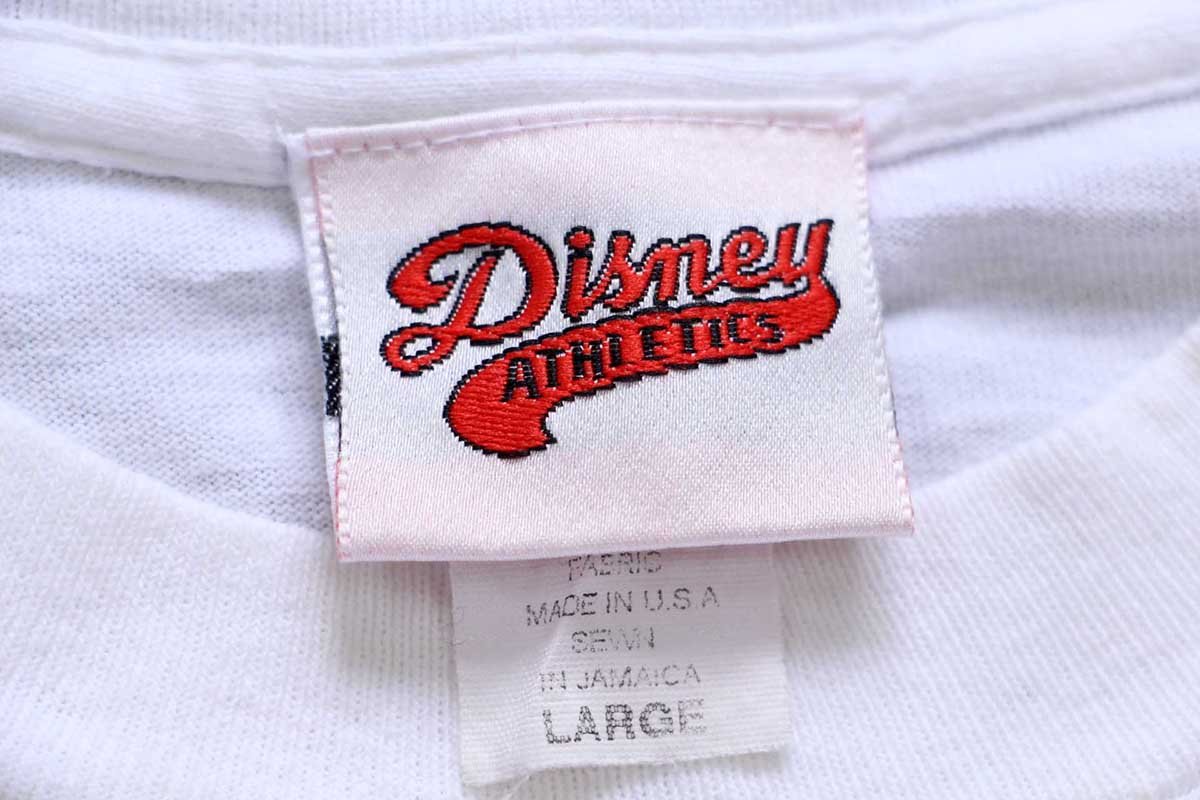 Disney
ATHLETICS
FABRIC
MADE IN U.S.A
SEWN
IN JAMAICA
LARGE